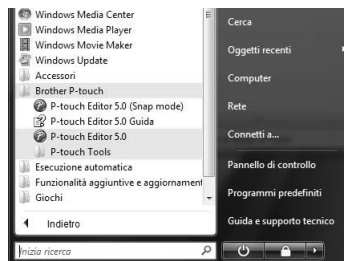 Windows Media Center
Windows Media Player
Windows Movie Maker
Windows Update
Accessori
Brother P-touch
P-touch Editor 5.0 (Snap mode)
P-touch Editor 5.0 Guida
P-touch Editor 5.0
P-touch Tools
Esecuzione automatica
Funzionalità aggiuntive e aggiornament
Giochi
Indietro
Inizia ricerca
Cerca
Oggetti recenti
Computer
Rete
Connetti a...
Pannello di controllo
Programmi predefiniti
Guida e supporto tecnico